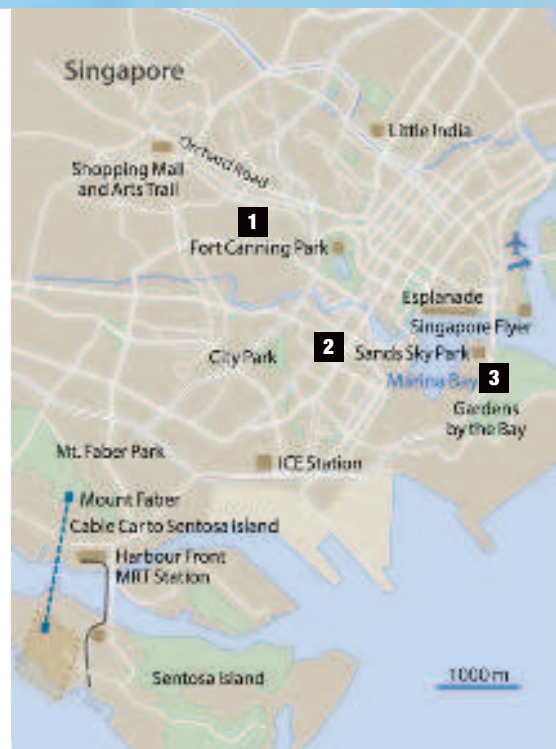 Singapore
Little India
Orchard Road
Shopping Mall
and Arts Trail
1
Fort Canning Park
Esplanade
Singapore Flyer
2
Sands Sky Park
City Park
Marina Bay
3
Gardens
by the Bay
Mt. Faber Park
ICE Station
Mount Faber
Cable Car to Sentosa Island
Harbour Front
MRT Station
Sentosa Island
1000 m